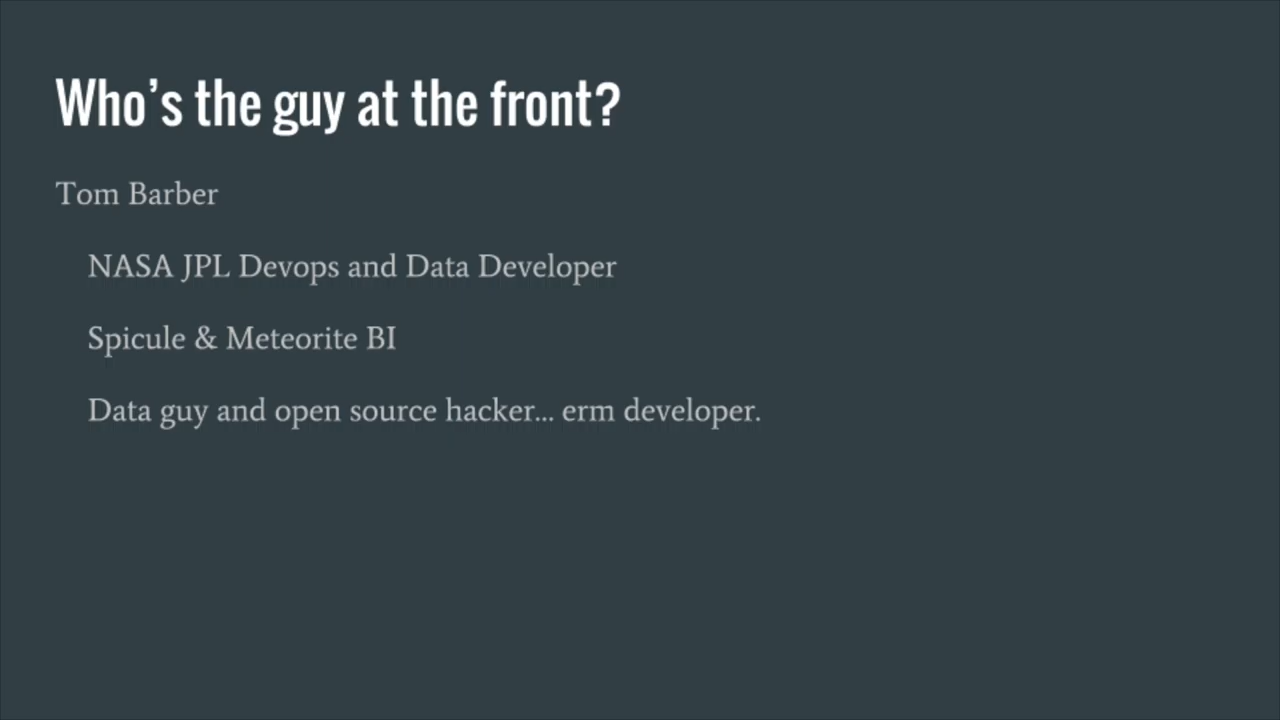 Who’s the guy at the front?
Tom Barber
NASA JPL Devops and Data Developer
Spicule & Meteorite BI
Data guy and open source hacker... erm developer.